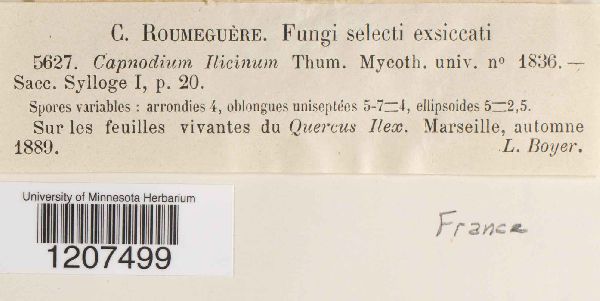 C. ROUMEGUÈRE. Fungi selecti exsiccati
5627. Capnodium Ilicinum Thum. Mycoth. univ. nº 1836. —
Sacc. Sylloge I, p. 20.
Spores variables : arrondies 4, oblongues uniseptées 5-7=4, ellipsoides 5=2,5.
Sur les feuilles vivantes du Quercus Ilex. Marseille, automne
1889. L. Boyer.
University of Minnesota Herbarium
1207499
France